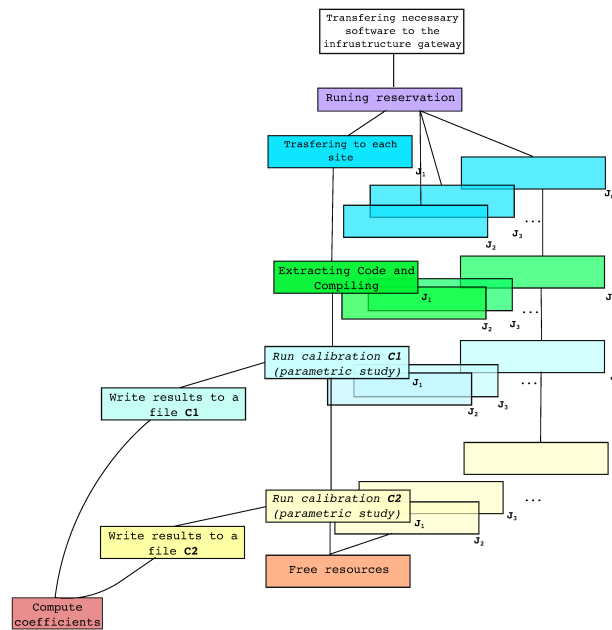 Transfering necessary
software to the
infrustructure gateway
Runing reservation
Trasfering to each
site
J1
J2
J3
...
J
Extracting Code and
Compiling
J1
J2
J3
...
J
Run calibration C1
(parametric study)
J1
J2
J3
...
Write results to a
file C1
Run calibration C2
(parametric study)
J1
J2
J3
...
Write results to a
file C2
Free resources
Compute
coefficients